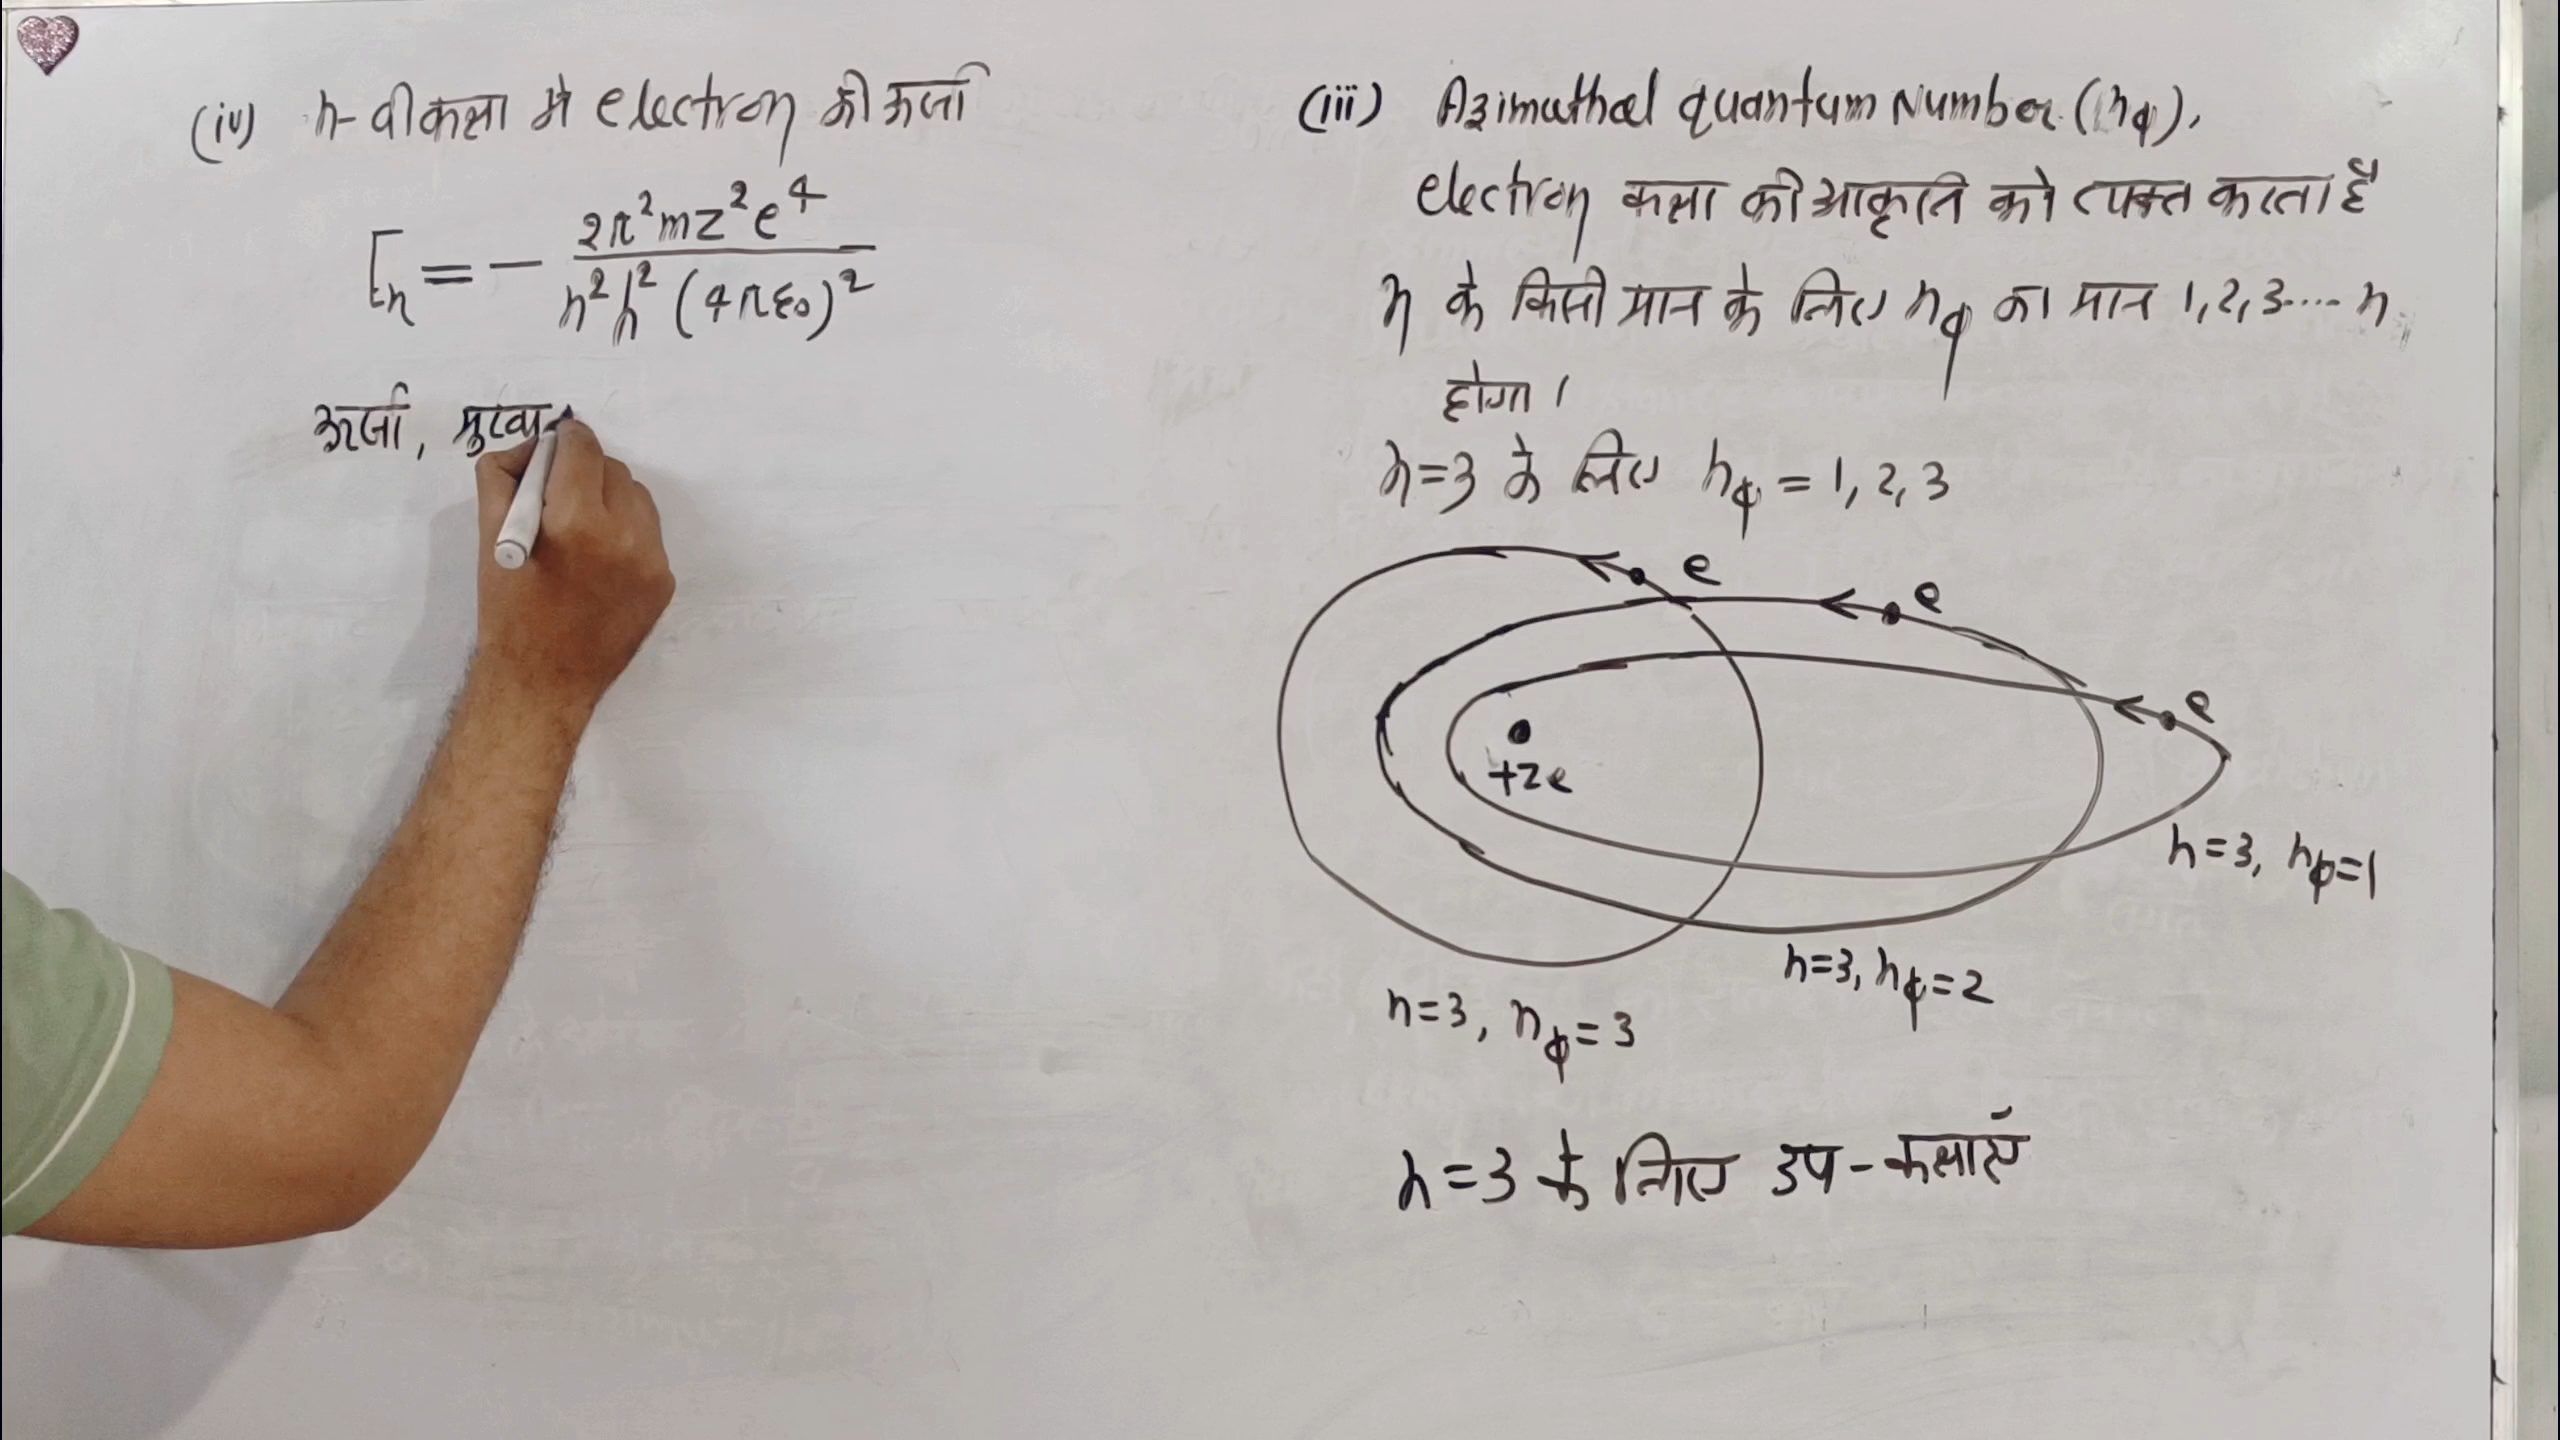 (iv) n-वी कक्षा मे electron की ऊर्जा
En = - 2π²mz²e⁴
n²h² (4πε₀)²
ऊर्जा, मुख्य
(iii) Azimuthal quantum Number (nϕ),
electron कक्षा की आकृति को व्यक्त करता है
n के किसी मान के लिए nϕ का मान 1, 2, 3.... n
होगा।
n=3 के लिए nϕ = 1, 2, 3
e
e
e
+ze
n=3, nϕ=1
n=3, nϕ=2
n=3, nϕ=3
n=3 के लिए उप-कक्षाएँ